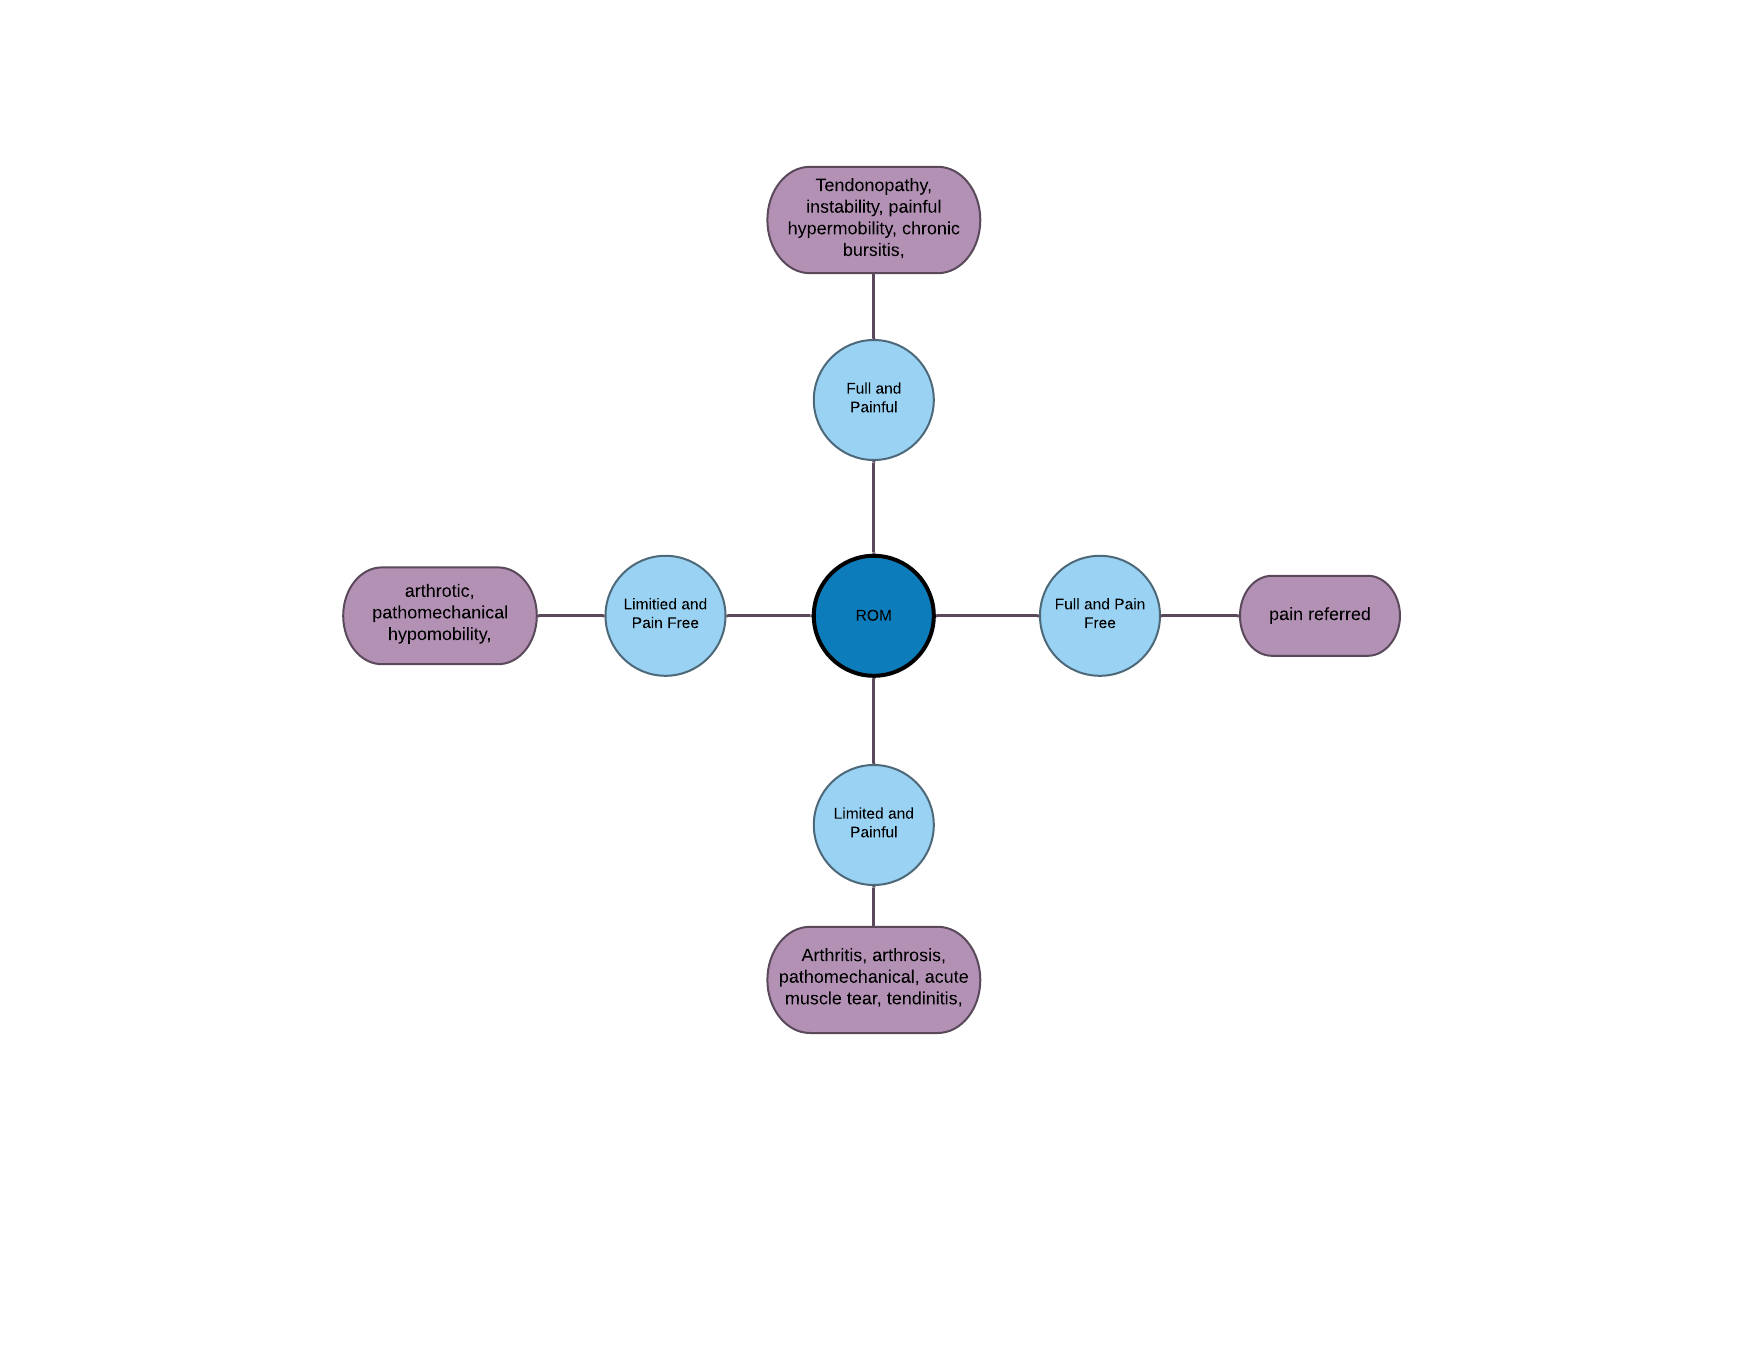 Tendonopathy,
instability, painful
hypermobility, chronic
bursitis,
Full and
Painful
arthrotic,
pathomechanical
hypomobility,
Limitied and
Pain Free
ROM
Full and Pain
Free
pain referred
Limited and
Painful
Arthritis, arthrosis,
pathomechanical, acute
muscle tear, tendinitis,